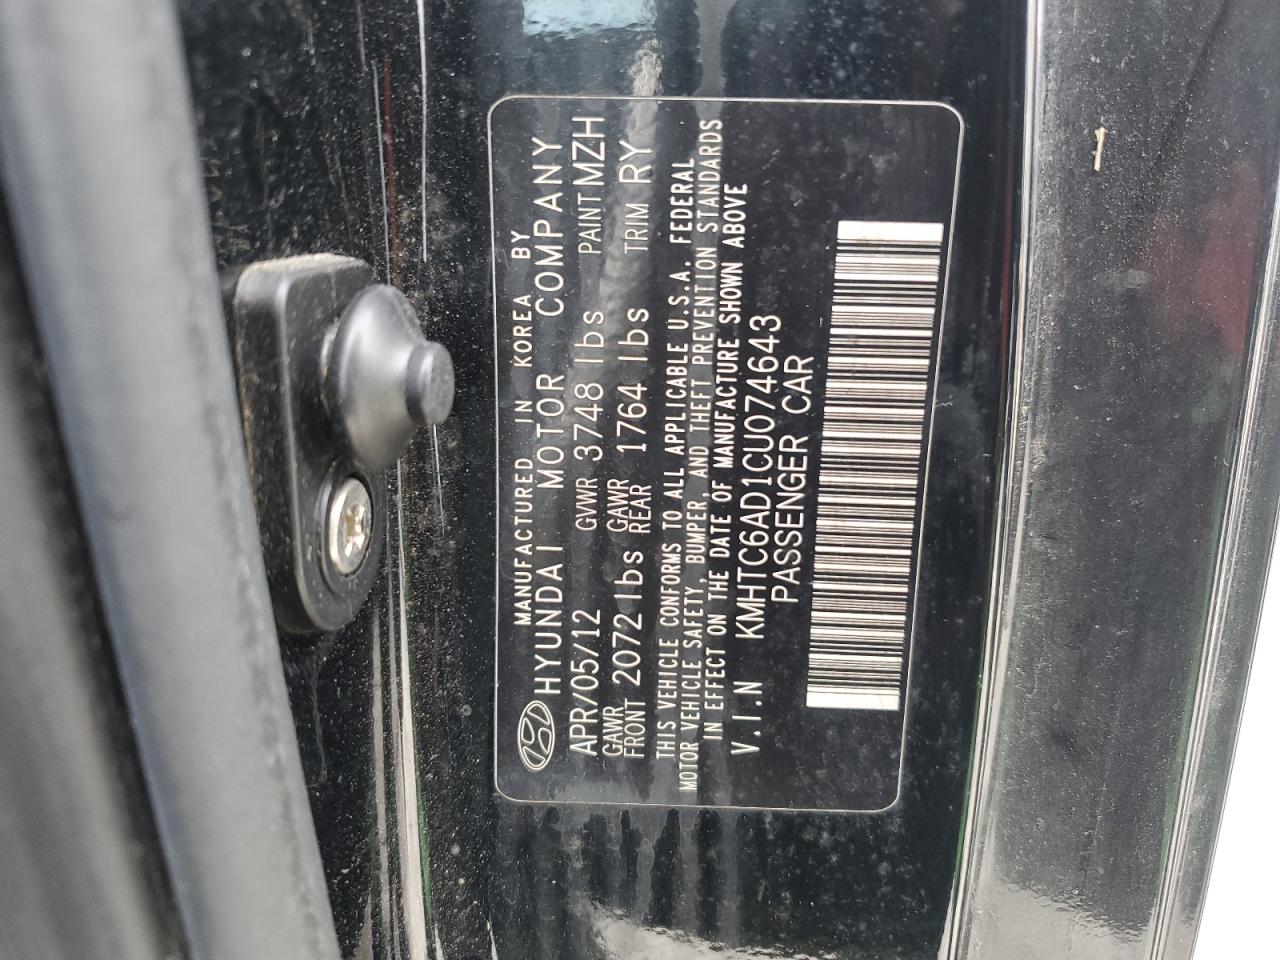 MANUFACTURED IN KOREA BY
HYUNDAI MOTOR COMPANY
APR/05/12 GVWR 3748 lbs PAINT MZH
GAWR FRONT 2072 lbs GAWR REAR 1764 lbs TRIM RY
THIS VEHICLE CONFORMS TO ALL APPLICABLE U.S.A. FEDERAL
MOTOR VEHICLE SAFETY, BUMPER, AND THEFT PREVENTION STANDARDS
IN EFFECT ON THE DATE OF MANUFACTURE SHOWN ABOVE
V.I.N KMHTC6AD1CU074643
PASSENGER CAR